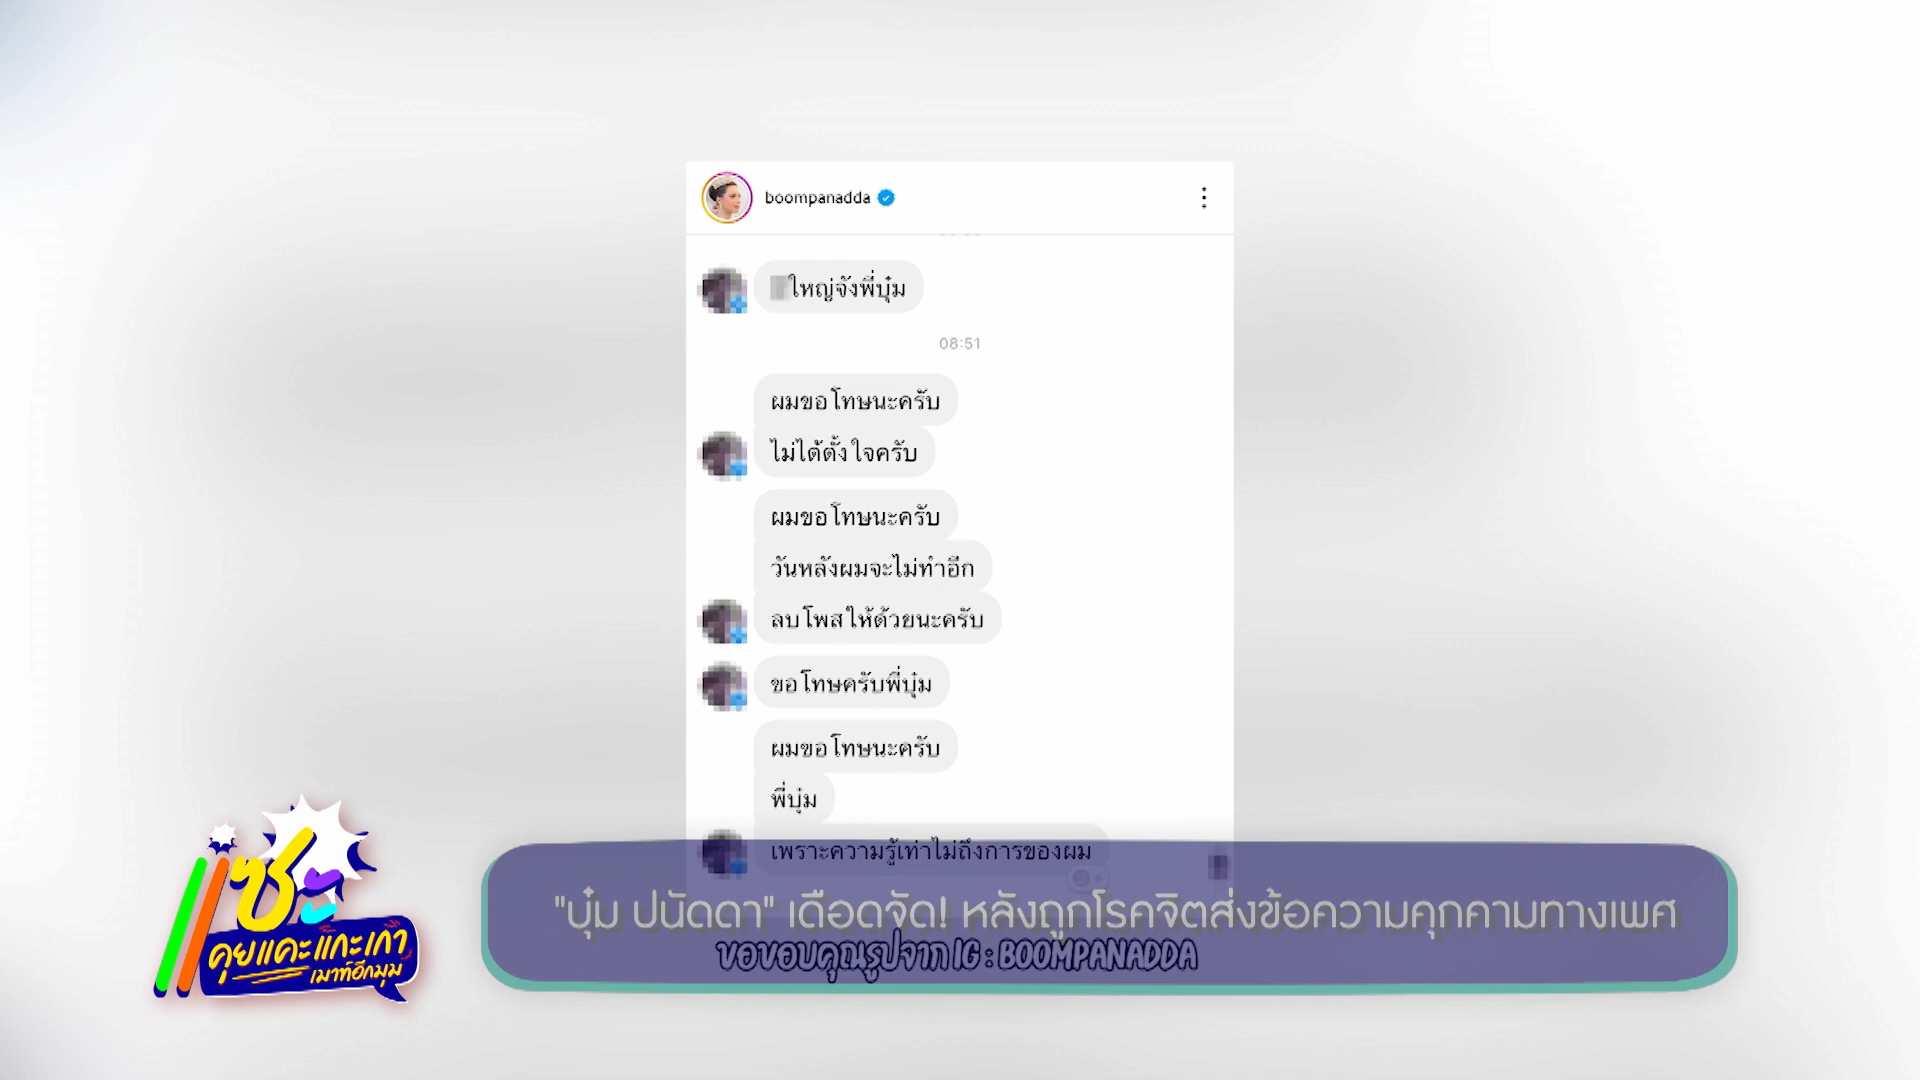 boompanadda
ใหญ่จังพี่บุ๋ม
08:51
ผมขอโทษนะครับ
ไม่ได้ตั้งใจครับ
ผมขอโทษนะครับ
วันหลังผมจะไม่ทำอีก
ลบโพสให้ด้วยนะครับ
ขอโทษครับพี่บุ๋ม
ผมขอโทษนะครับ
พี่บุ่ม
เพราะความรู้เท่าไม่ถึงการของผม
"บุ๋ม ปนัดดา" เดือดจัด! หลังถูกโรคจิตส่งข้อความคุกคามทางเพศ
ขอขอบคุณรูปจาก IG : BOOMPANADDA
แซ่ะ
คุยแคะแกะเกา
เมาท์อีกมุม